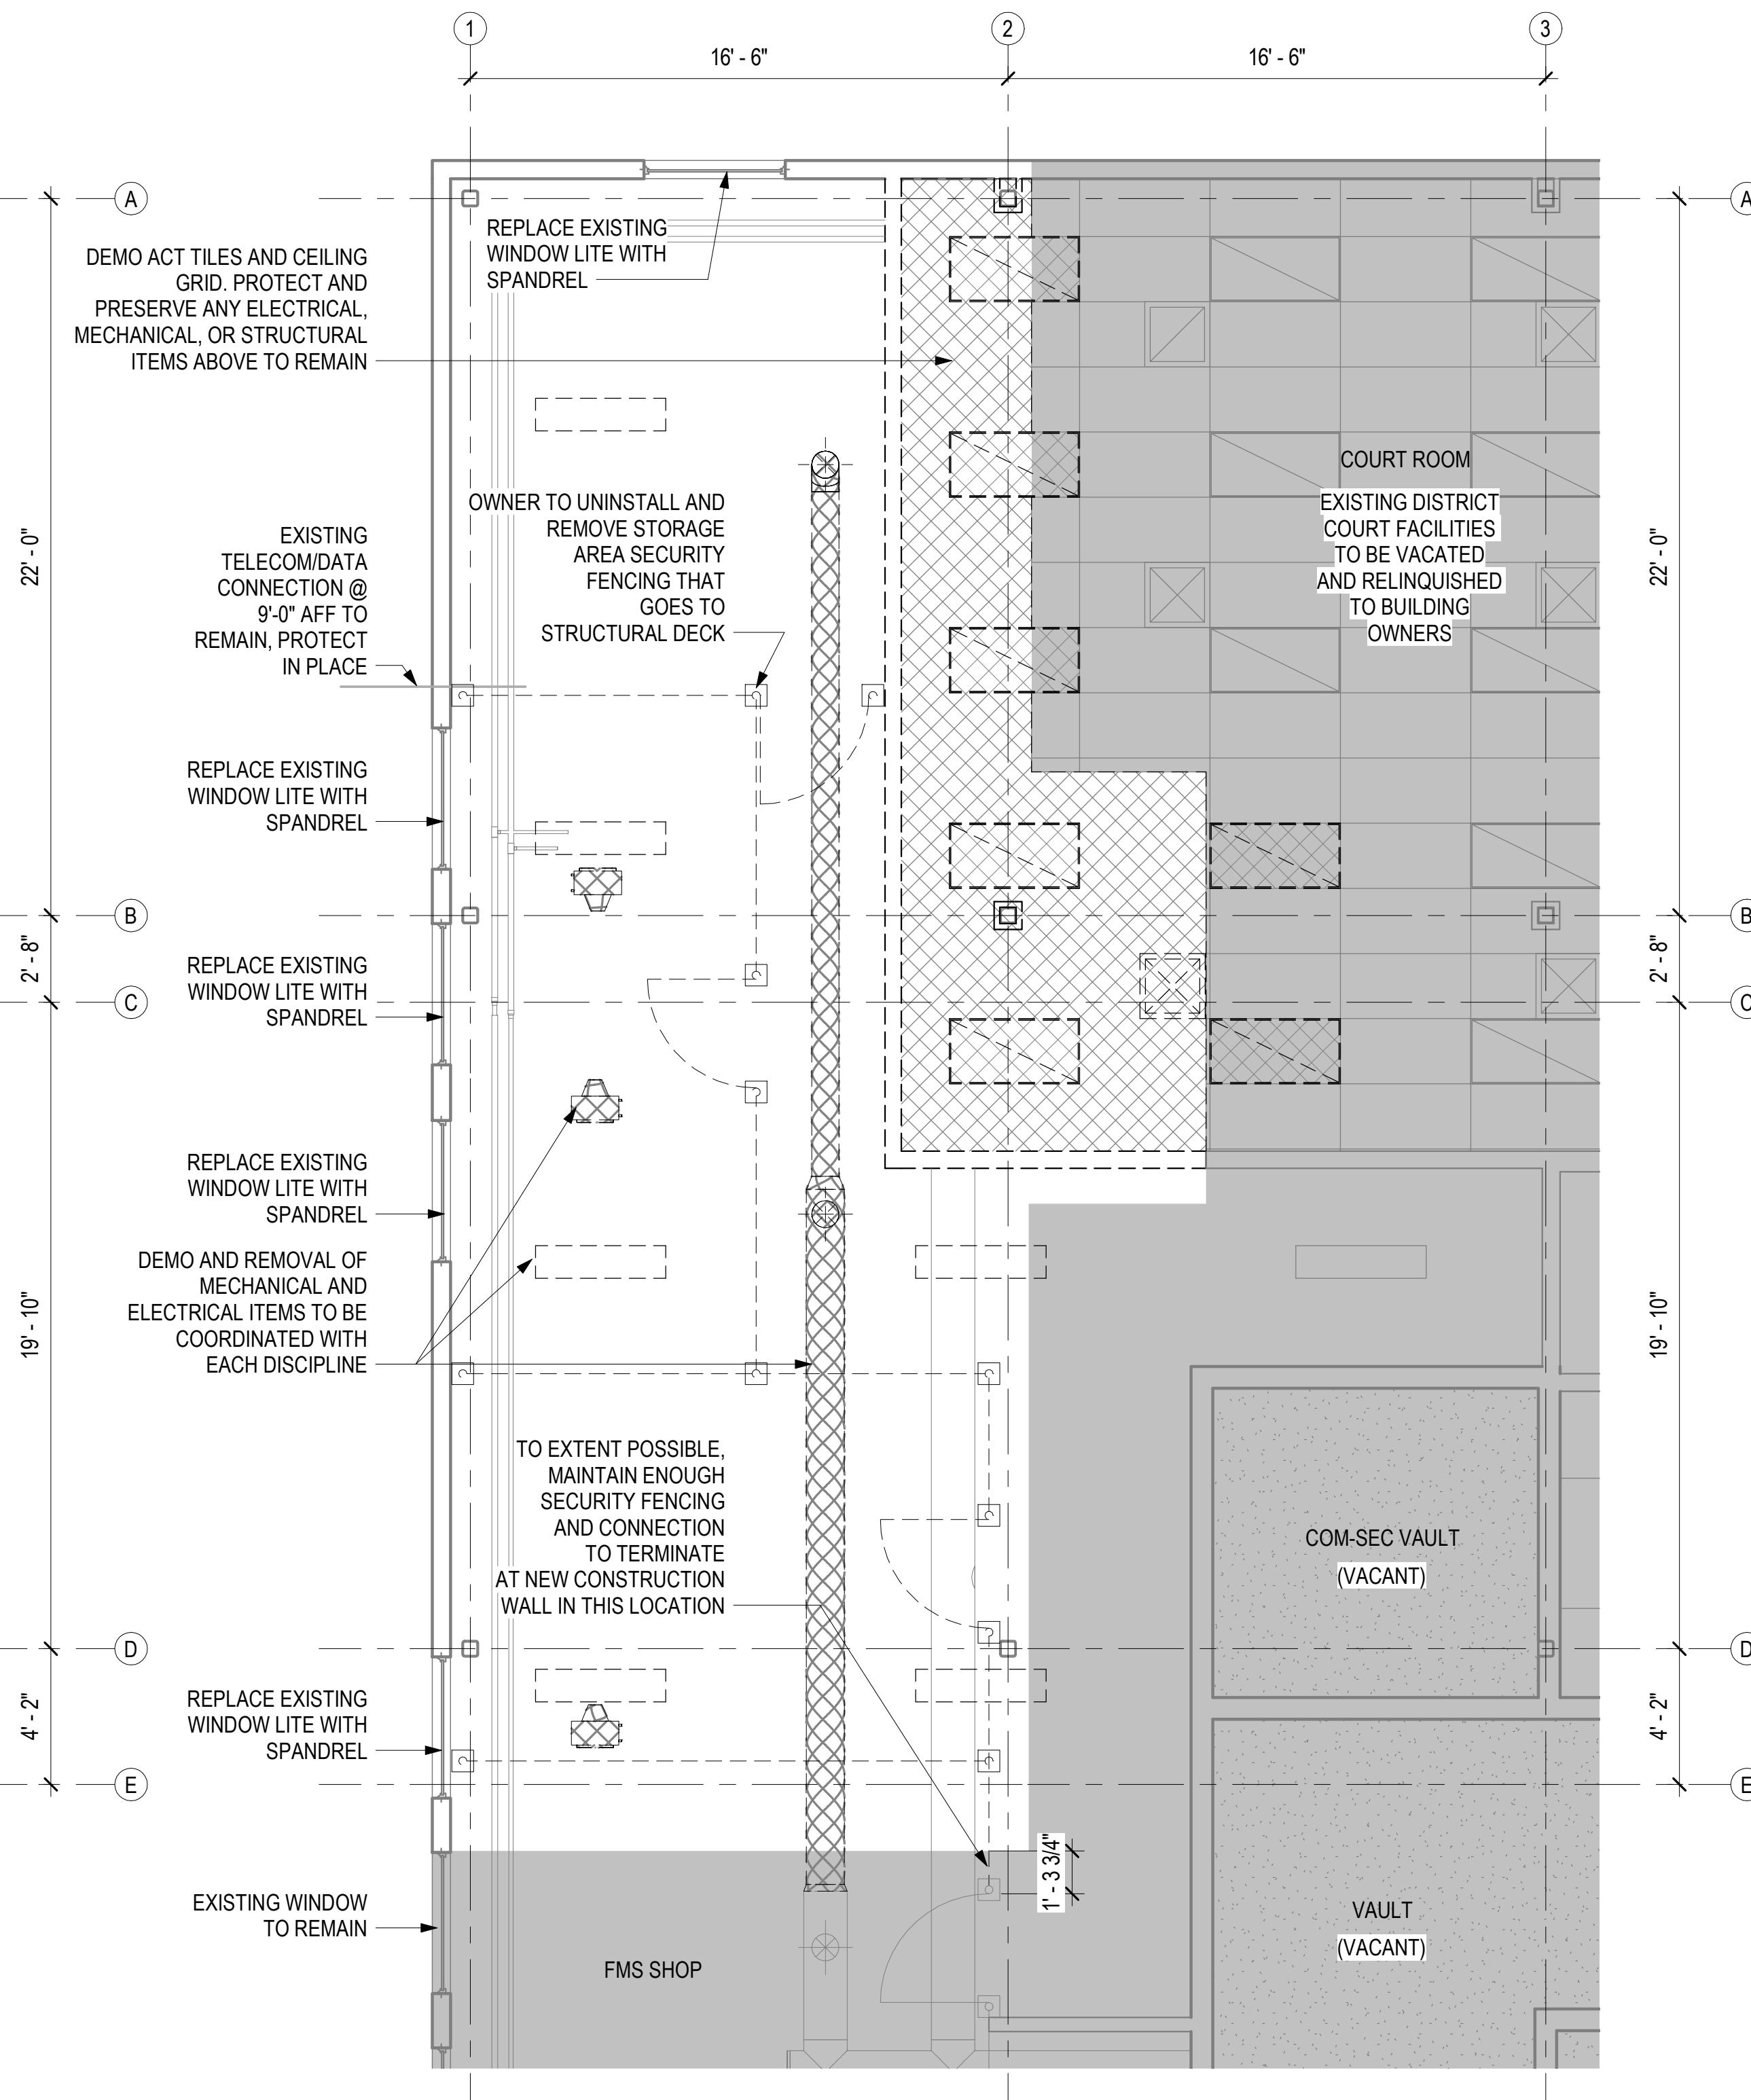 1
2
3
16' - 6"
16' - 6"
A
A
REPLACE EXISTING
WINDOW LITE WITH
SPANDREL
DEMO ACT TILES AND CEILING
GRID. PROTECT AND
PRESERVE ANY ELECTRICAL,
MECHANICAL, OR STRUCTURAL
ITEMS ABOVE TO REMAIN
COURT ROOM
EXISTING DISTRICT
COURT FACILITIES
TO BE VACATED
AND RELINQUISHED
TO BUILDING
OWNERS
OWNER TO UNINSTALL AND
REMOVE STORAGE
AREA SECURITY
FENCING THAT
GOES TO
STRUCTURAL DECK
22' - 0"
22' - 0"
EXISTING
TELECOM/DATA
CONNECTION @
9'-0" AFF TO
REMAIN, PROTECT
IN PLACE
REPLACE EXISTING
WINDOW LITE WITH
SPANDREL
B
B
2' - 8"
2' - 8"
REPLACE EXISTING
WINDOW LITE WITH
SPANDREL
C
C
REPLACE EXISTING
WINDOW LITE WITH
SPANDREL
DEMO AND REMOVAL OF
MECHANICAL AND
ELECTRICAL ITEMS TO BE
COORDINATED WITH
EACH DISCIPLINE
19' - 10"
19' - 10"
TO EXTENT POSSIBLE,
MAINTAIN ENOUGH
SECURITY FENCING
AND CONNECTION
TO TERMINATE
AT NEW CONSTRUCTION
WALL IN THIS LOCATION
COM-SEC VAULT
(VACANT)
D
D
4' - 2"
4' - 2"
REPLACE EXISTING
WINDOW LITE WITH
SPANDREL
E
E
1' - 3 3/4"
EXISTING WINDOW
TO REMAIN
VAULT
(VACANT)
FMS SHOP